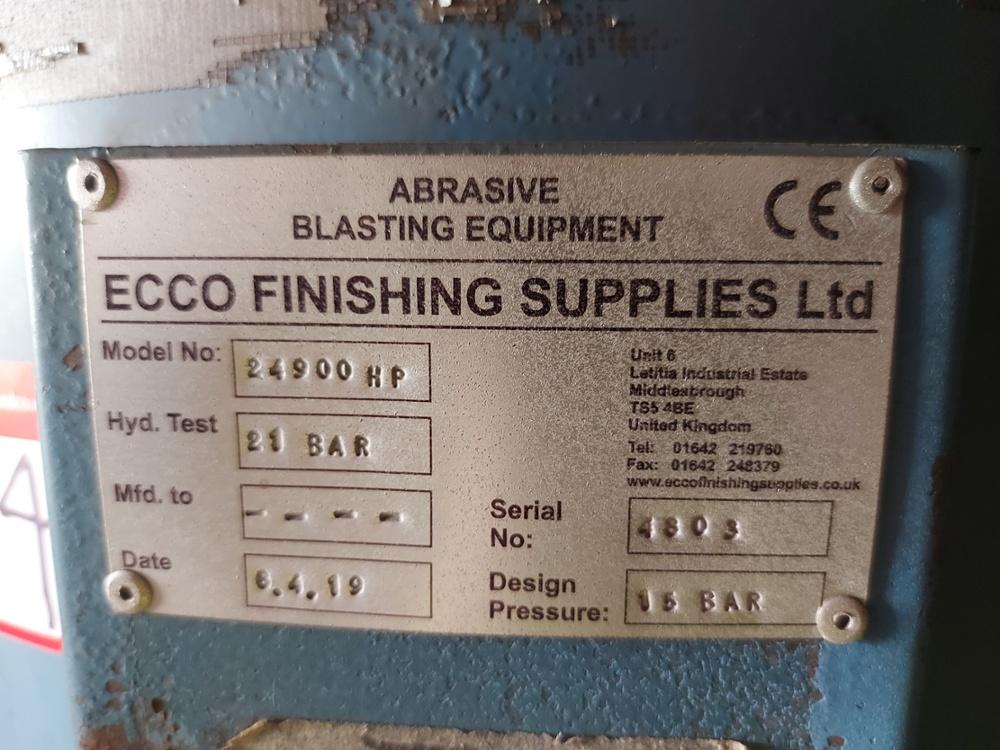 ABRASIVE
BLASTING EQUIPMENT
CE
ECCO FINISHING SUPPLIES Ltd
Model No: 24900 HP
Hyd. Test 21 BAR
Mfd. to - - - -
Date 6.4.19
Unit 6
Letitia Industrial Estate
Middlesbrough
TS5 4BE
United Kingdom
Tel: 01642 219760
Fax: 01642 248379
www.eccofinishingsupplies.co.uk
Serial
No: 4803
Design
Pressure: 15 BAR
4